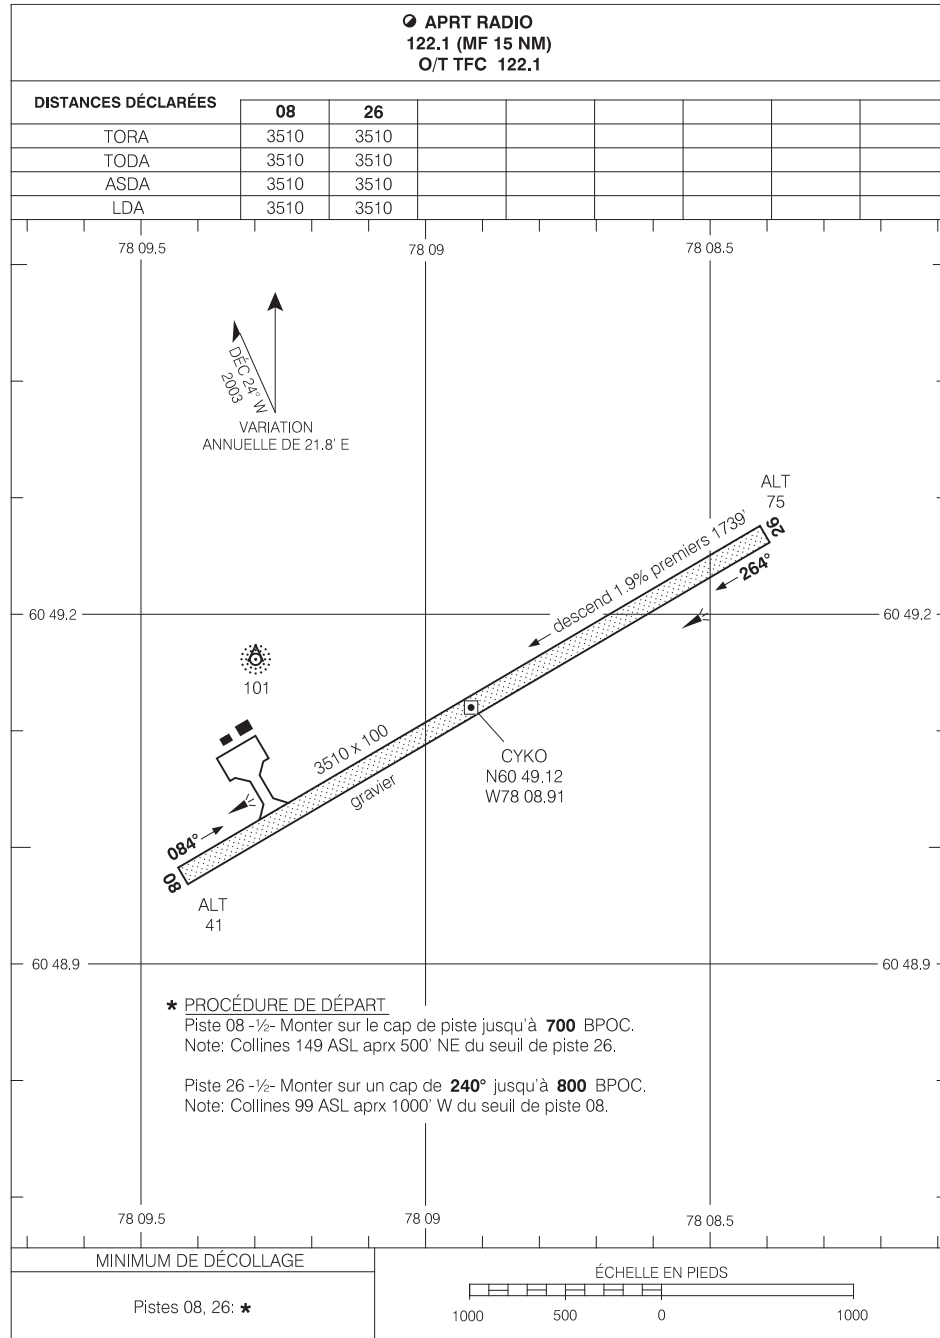 APRT RADIO
122.1 (MF 15 NM)
O/T TFC 122.1
DISTANCES DÉCLARÉES
08 26
TORA 3510 3510
TODA 3510 3510
ASDA 3510 3510
LDA 3510 3510
78 09.5 78 09 78 08.5
DÉC 24° W
2003
VARIATION
ANNUELLE DE 21.8' E
ALT
75
26
descend 1.9% premiers 1739'
264°
60 49.2 60 49.2
A
101
3510 x 100
gravier
CYKO
N60 49.12
W78 08.91
084°
08
ALT
41
60 48.9 60 48.9
* PROCÉDURE DE DÉPART
Piste 08 -½- Monter sur le cap de piste jusqu'à 700 BPOC.
Note: Collines 149 ASL aprx 500' NE du seuil de piste 26.
Piste 26 -½- Monter sur un cap de 240° jusqu'à 800 BPOC.
Note: Collines 99 ASL aprx 1000' W du seuil de piste 08.
78 09.5 78 09 78 08.5
MINIMUM DE DÉCOLLAGE
Pistes 08, 26: *
ÉCHELLE EN PIEDS
1000 500 0 1000